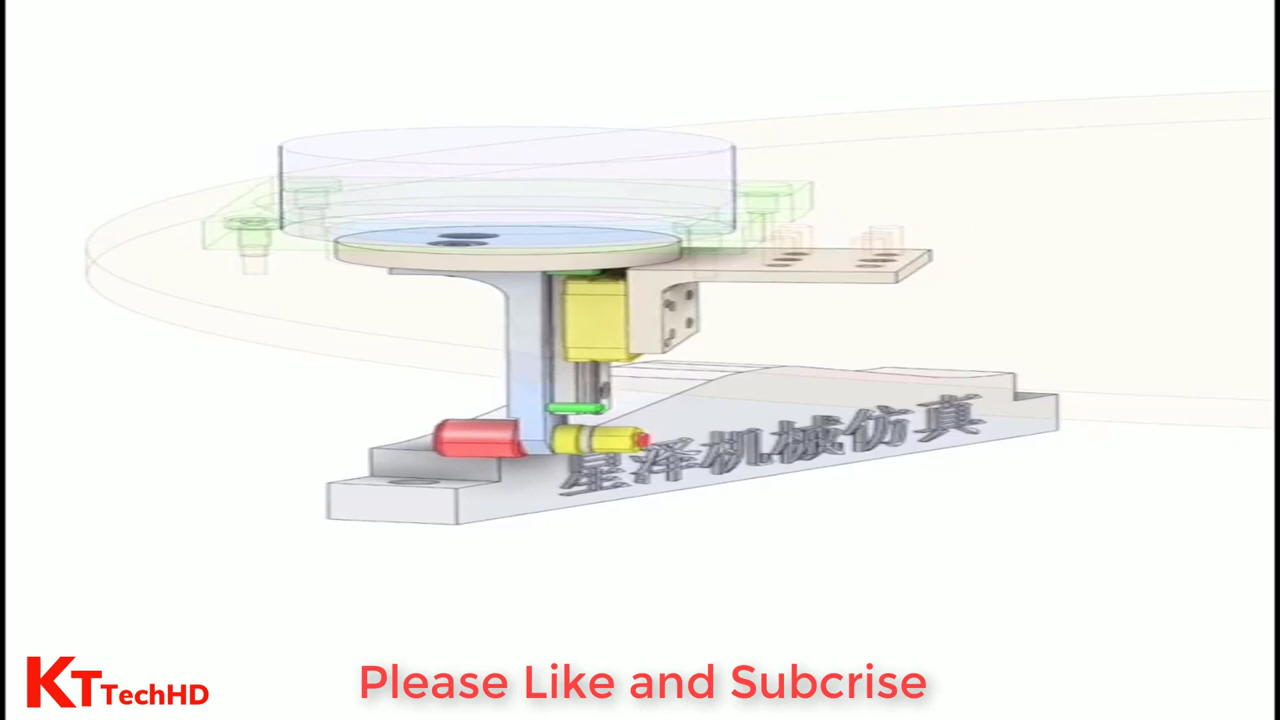 星泽机械仿真
KT TechHD
Please Like and Subcrise